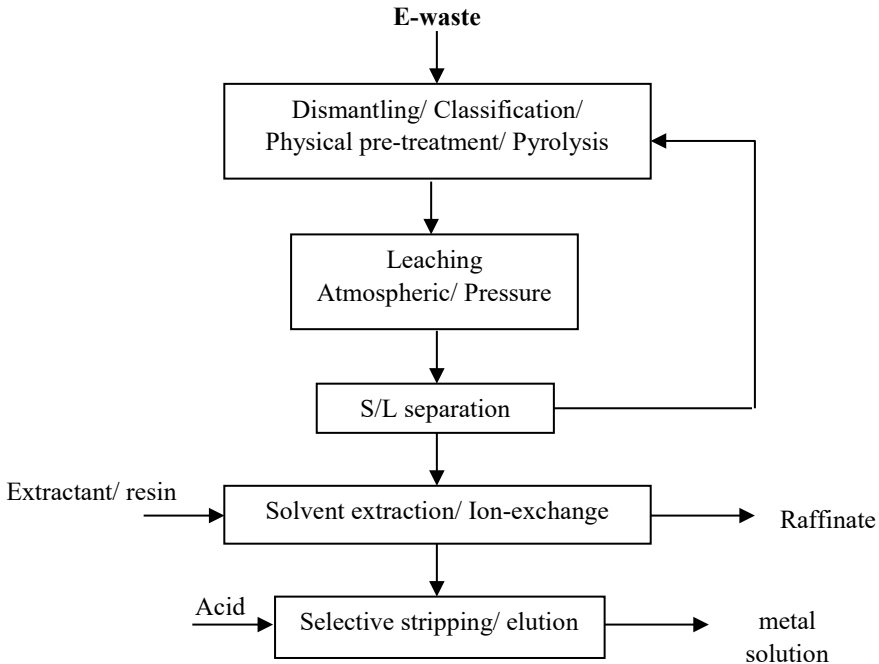 E-waste
Dismantling/ Classification/
Physical pre-treatment/ Pyrolysis
Leaching
Atmospheric/ Pressure
S/L separation
Extractant/ resin
Solvent extraction/ Ion-exchange
Raffinate
Acid
Selective stripping/ elution
metal
solution